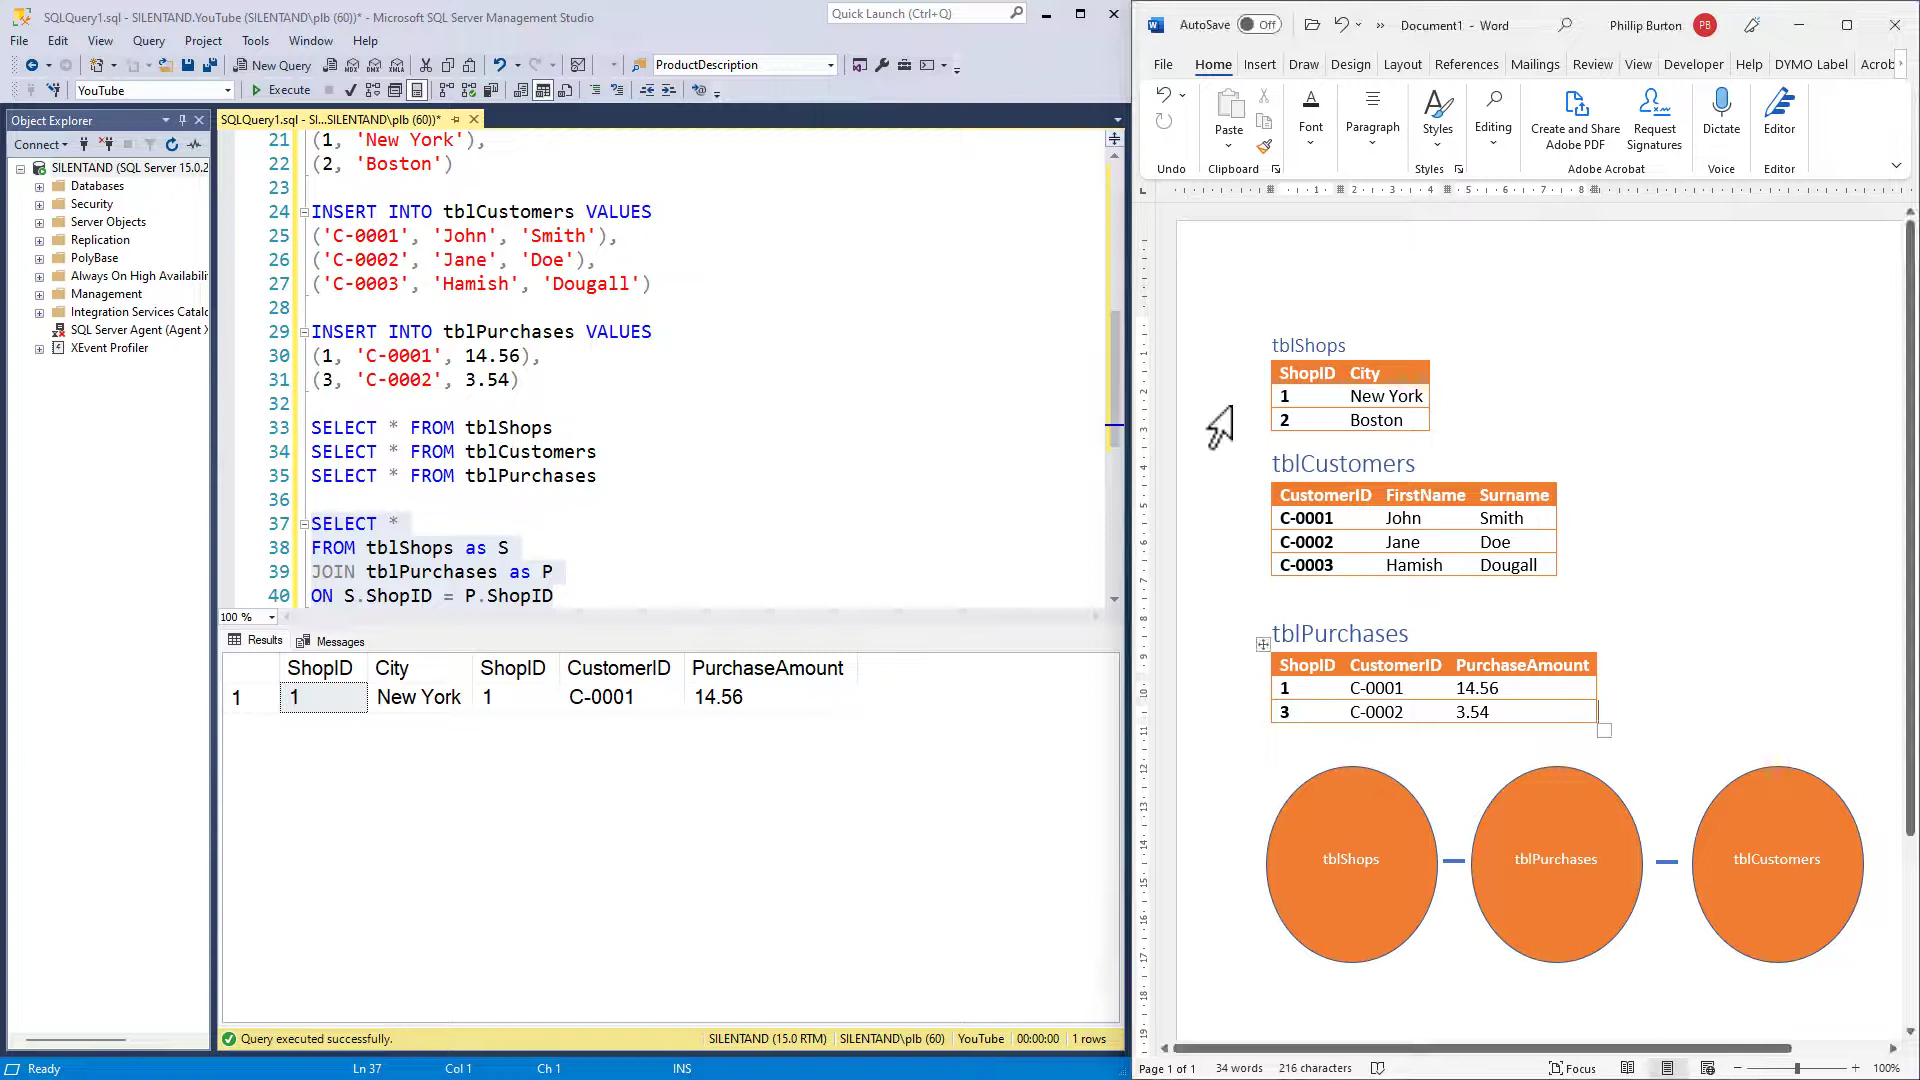 SQLQuery1.sql - SILENTAND.YouTube (SILENTAND\plb (60))* - Microsoft SQL Server Management Studio
Quick Launch (Ctrl+Q)
File Edit View Query Project Tools Window Help
New Query
ProductDescription
YouTube
Execute
Object Explorer
Connect
SILENTAND (SQL Server 15.0.2
Databases
Security
Server Objects
Replication
PolyBase
Always On High Availabili
Management
Integration Services Catalo
SQL Server Agent (Agent X
XEvent Profiler
SQLQuery1.sql - SI...SILENTAND\plb (60))*
21 (1, 'New York'),
22 (2, 'Boston')
23
24 INSERT INTO tblCustomers VALUES
25 ('C-0001', 'John', 'Smith'),
26 ('C-0002', 'Jane', 'Doe'),
27 ('C-0003', 'Hamish', 'Dougall')
28
29 INSERT INTO tblPurchases VALUES
30 (1, 'C-0001', 14.56),
31 (3, 'C-0002', 3.54)
32
33 SELECT * FROM tblShops
34 SELECT * FROM tblCustomers
35 SELECT * FROM tblPurchases
36
37 SELECT *
38 FROM tblShops as S
39 JOIN tblPurchases as P
40 ON S.ShopID = P.ShopID
100 %
Results Messages
ShopID City ShopID CustomerID PurchaseAmount
1 1 New York 1 C-0001 14.56
Query executed successfully.
SILENTAND (15.0 RTM) SILENTAND\plb (60) YouTube 00:00:00 1 rows
Ready Ln 37 Col 1 Ch 1 INS
AutoSave Off Document1 - Word Phillip Burton PB
File Home Insert Draw Design Layout References Mailings Review View Developer Help DYMO Label Acrob
Paste Font Paragraph Styles Editing Create and Share Adobe PDF Request Signatures Dictate Editor
Undo Clipboard Styles Adobe Acrobat Voice Editor
tblShops
ShopID City
1 New York
2 Boston
tblCustomers
CustomerID FirstName Surname
C-0001 John Smith
C-0002 Jane Doe
C-0003 Hamish Dougall
tblPurchases
ShopID CustomerID PurchaseAmount
1 C-0001 14.56
3 C-0002 3.54
tblShops tblPurchases tblCustomers
Page 1 of 1 34 words 216 characters Focus 100%